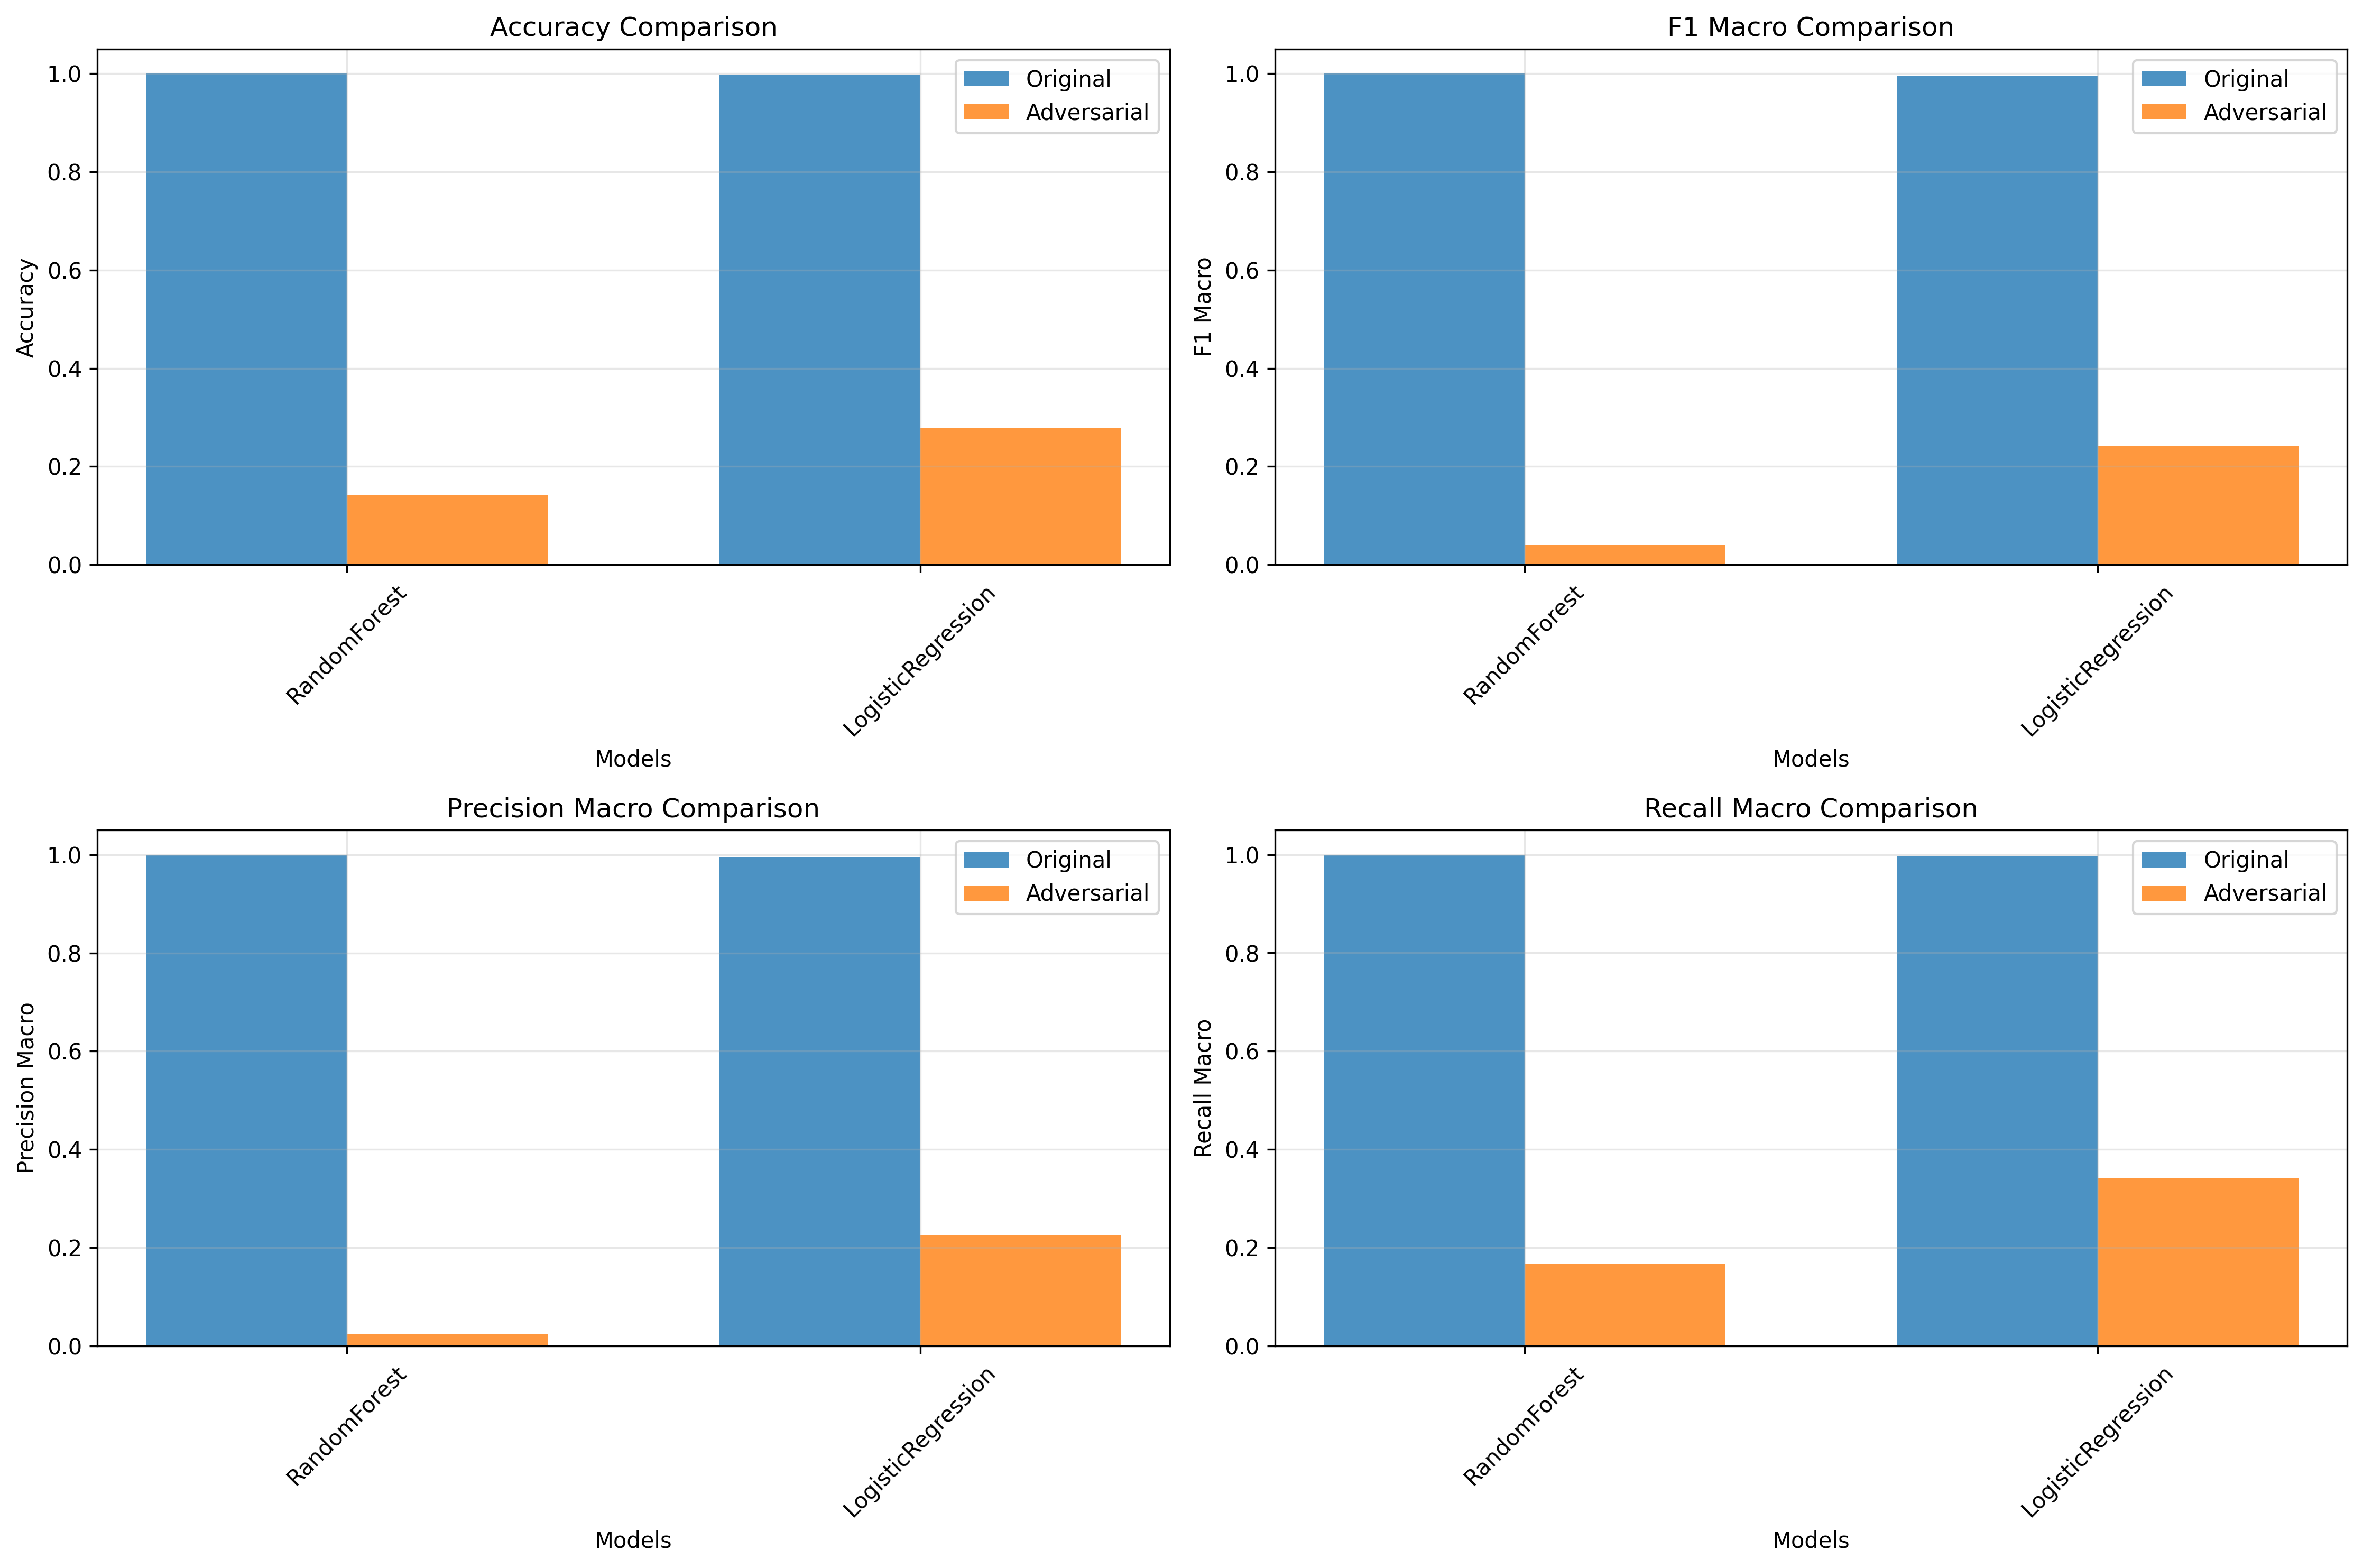 Accuracy Comparison
Accuracy
1.0
0.8
0.6
0.4
0.2
0.0
Original
Adversarial
RandomForest
LogisticRegression
Models
F1 Macro Comparison
F1 Macro
1.0
0.8
0.6
0.4
0.2
0.0
Original
Adversarial
RandomForest
LogisticRegression
Models
Precision Macro Comparison
Precision Macro
1.0
0.8
0.6
0.4
0.2
0.0
Original
Adversarial
RandomForest
LogisticRegression
Models
Recall Macro Comparison
Recall Macro
1.0
0.8
0.6
0.4
0.2
0.0
Original
Adversarial
RandomForest
LogisticRegression
Models